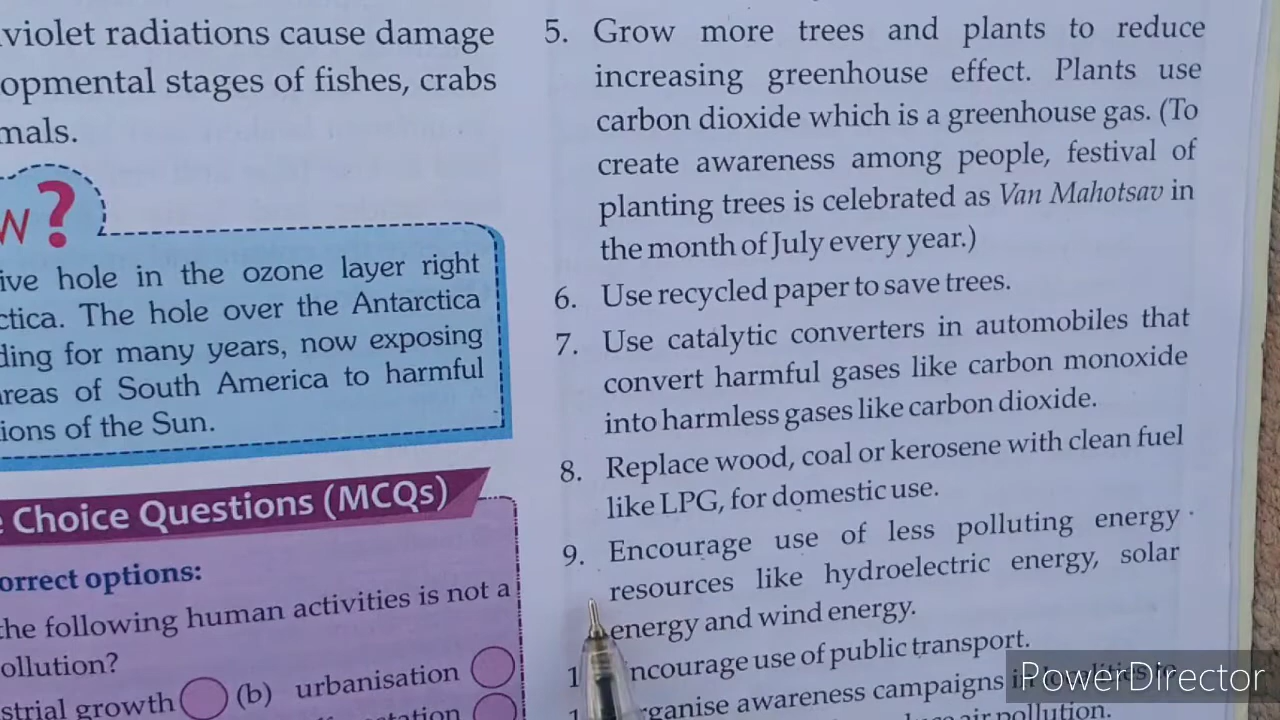 violet radiations cause damage
opmental stages of fishes, crabs
mals.
W?
ive hole in the ozone layer right
ctica. The hole over the Antarctica
ding for many years, now exposing
areas of South America to harmful
ions of the Sun.
e Choice Questions (MCQs)
orrect options:
the following human activities is not a
ollution?
strial growth (b) urbanisation
5. Grow more trees and plants to reduce
increasing greenhouse effect. Plants use
carbon dioxide which is a greenhouse gas. (To
create awareness among people, festival of
planting trees is celebrated as Van Mahotsav in
the month of July every year.)
6. Use recycled paper to save trees.
7. Use catalytic converters in automobiles that
convert harmful gases like carbon monoxide
into harmless gases like carbon dioxide.
8. Replace wood, coal or kerosene with clean fuel
like LPG, for domestic use.
9. Encourage use of less polluting energy
resources like hydroelectric energy, solar
energy and wind energy.
1 ncourage use of public transport.
1 rganise awareness campaigns in
air pollution.
PowerDirector